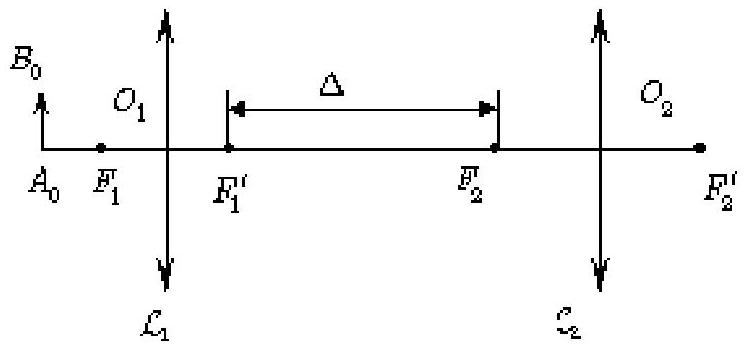 Δ
B₀
O₁
O₂
A₀ F₁ F₁′ F₂ F₂′
ℒ₁ ℒ₂